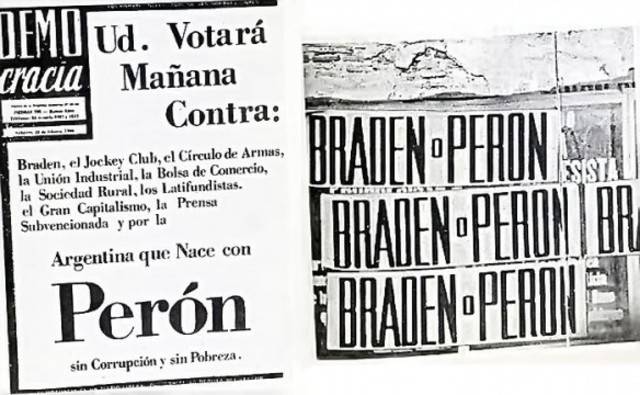 DEMO
cracia
Ud. Votará
Mañana
Contra:
Braden, el Jockey Club, el Círculo de Armas,
la Unión Industrial, la Bolsa de Comercio,
la Sociedad Rural, los Latifundistas.
el Gran Capitalismo, la Prensa
Subvencionada y por la
Argentina que Nace con
Perón
sin Corrupción y sin Pobreza.
BRADEN o PERON
ESISTA
BRADEN o PERON
BR
BRADEN o PERON